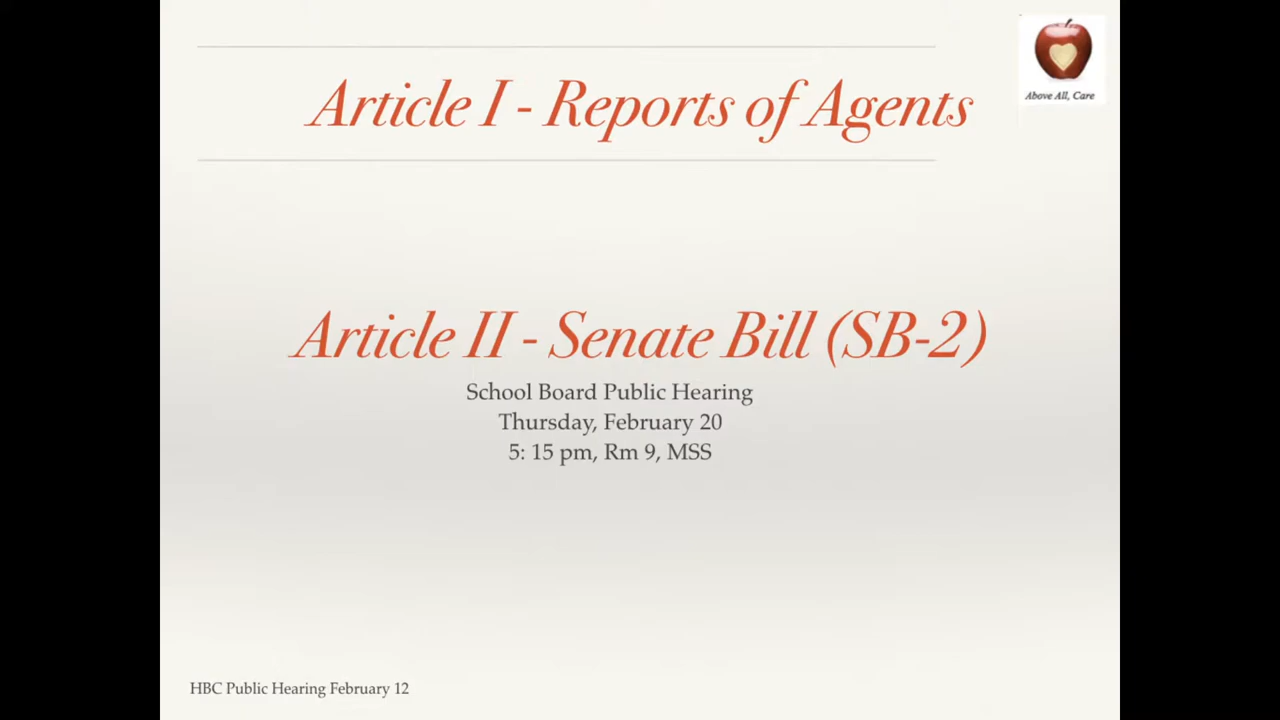 Above All, Care
Article I - Reports of Agents
Article II - Senate Bill (SB-2)
School Board Public Hearing
Thursday, February 20
5: 15 pm, Rm 9, MSS
HBC Public Hearing February 12